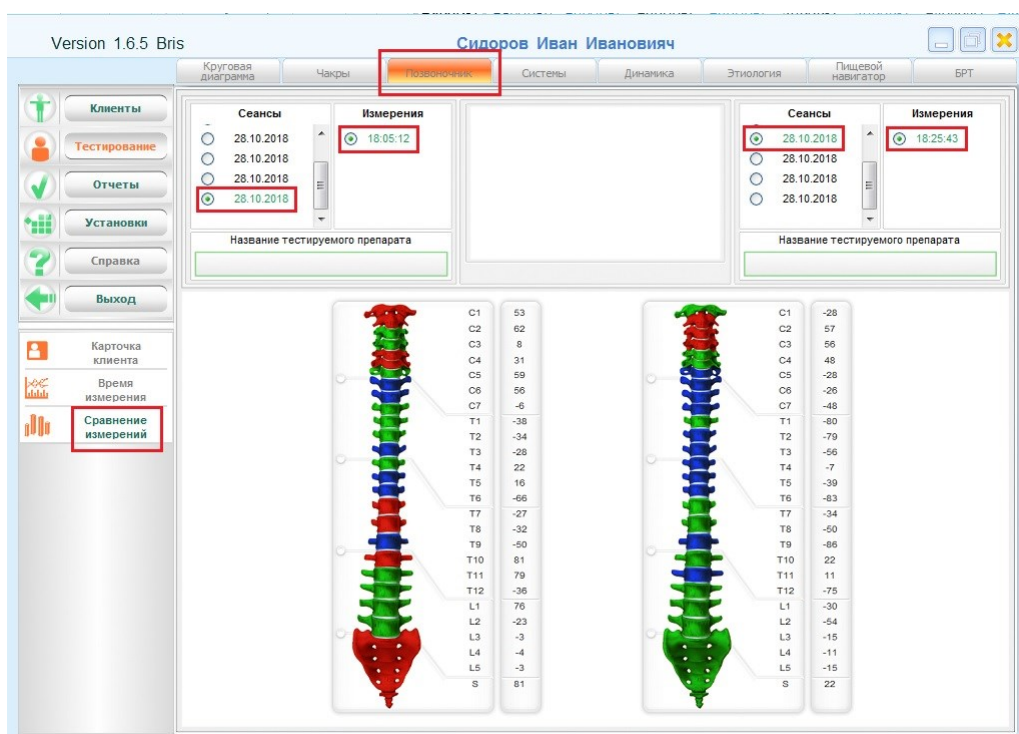 Version 1.6.5 Bris
Сидоров Иван Ивановияч
Круговая диаграмма
Чакры
Позвоночник
Системы
Динамика
Этиология
Пищевой навигатор
БРТ
Клиенты
Тестирование
Отчеты
Установки
Справка
Выход
Карточка клиента
Время измерения
Сравнение измерений
Сеансы
Измерения
28.10.2018
18:05:12
28.10.2018
28.10.2018
28.10.2018
Название тестируемого препарата
Сеансы
Измерения
28.10.2018
18:25:43
28.10.2018
28.10.2018
28.10.2018
Название тестируемого препарата
C1 53
C2 62
C3 8
C4 31
C5 59
C6 56
C7 -6
T1 -38
T2 -34
T3 -28
T4 22
T5 16
T6 -66
T7 -27
T8 -32
T9 -50
T10 81
T11 79
T12 -36
L1 76
L2 -23
L3 -3
L4 -4
L5 -3
S 81
C1 -28
C2 57
C3 56
C4 48
C5 -28
C6 -26
C7 -48
T1 -80
T2 -79
T3 -56
T4 -7
T5 -39
T6 -83
T7 -34
T8 -50
T9 -86
T10 22
T11 11
T12 -75
L1 -30
L2 -54
L3 -15
L4 -11
L5 -15
S 22